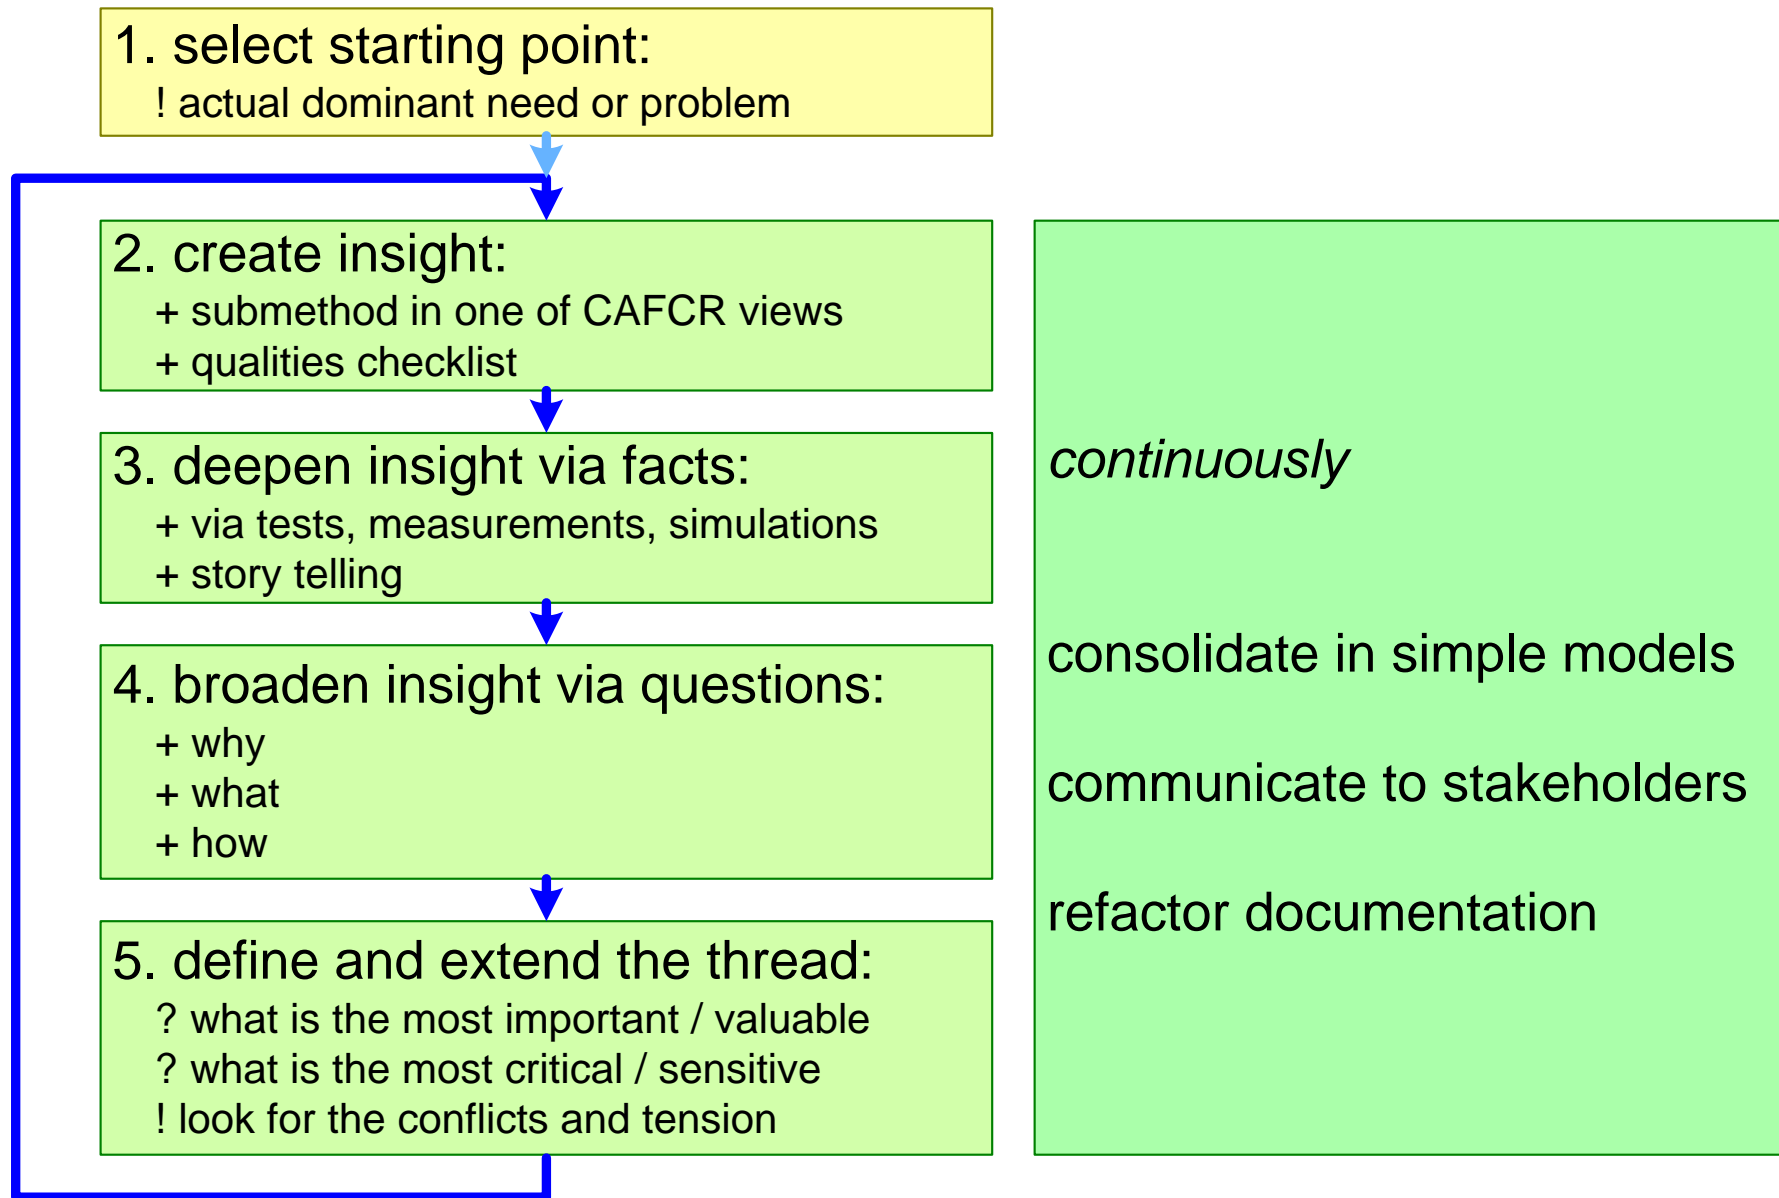 1. select starting point:
! actual dominant need or problem
2. create insight:
+ submethod in one of CAFCR views
+ qualities checklist
3. deepen insight via facts:
+ via tests, measurements, simulations
+ story telling
4. broaden insight via questions:
+ why
+ what
+ how
5. define and extend the thread:
? what is the most important / valuable
? what is the most critical / sensitive
! look for the conflicts and tension
continuously
consolidate in simple models
communicate to stakeholders
refactor documentation